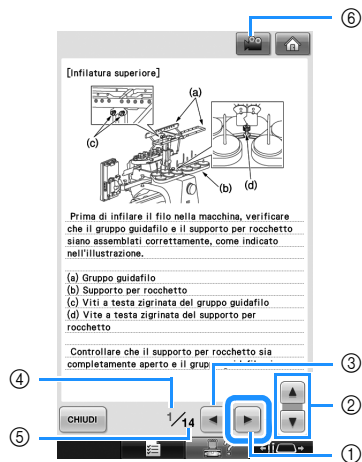 ⑥
[Infilatura superiore]
(a)
(c)
(b)
(d)
Prima di infilare il filo nella macchina, verificare
che il gruppo guidafilo e il supporto per rocchetto
siano assemblati correttamente, come indicato
nell'illustrazione.
(a) Gruppo guidafilo
(b) Supporto per rocchetto
(c) Viti a testa zigrinata del gruppo guidafilo
(d) Vite a testa zigrinata del supporto per
rocchetto
Controllare che il supporto per rocchetto sia
completamente aperto e il
③
④
②
CHIUDI 1/14
⑤
①